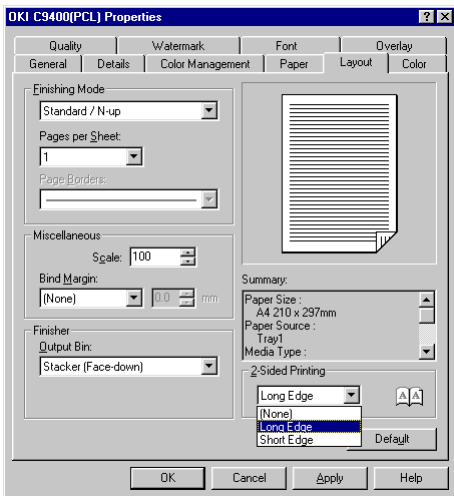 OKI C9400(PCL) Properties
Quality Watermark Font Overlay
General Details Color Management Paper Layout Color
Finishing Mode
Standard / N-up
Pages per Sheet:
1
Page Borders:
Miscellaneous
Scale: 100
Bind Margin:
(None) 0.0 mm
Finisher
Output Bin:
Stacker (Face-down)
Summary:
Paper Size :
A4 210 x 297mm
Paper Source :
Tray1
Media Type :
2-Sided Printing
Long Edge
A A
(None)
Long Edge
Short Edge
Default
OK Cancel Apply Help